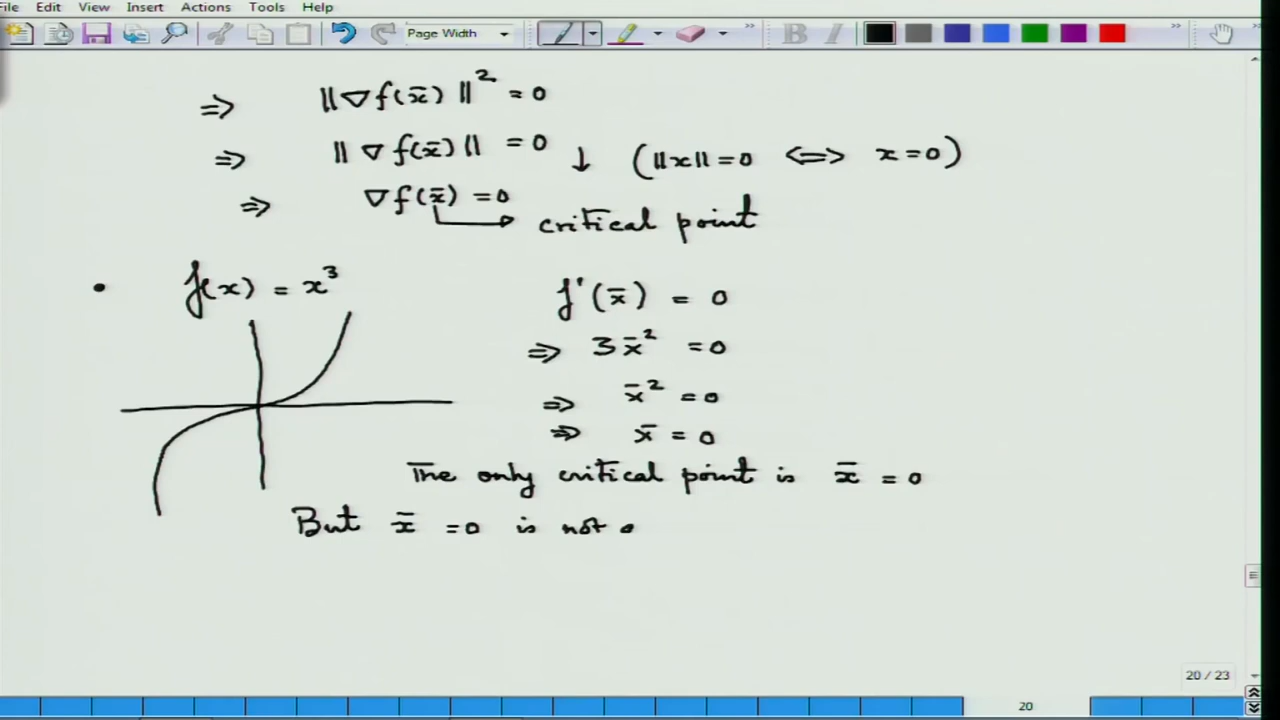 File Edit View Insert Actions Tools Help
Page Width
⇒ ||∇f(x̄)||² = 0
⇒ ||∇f(x̄)|| = 0 ↓ (||x|| = 0 ⇔ x = 0)
⇒ ∇f(x̄) = 0
critical point
• f(x) = x³
f'(x̄) = 0
⇒ 3x̄² = 0
⇒ x̄² = 0
⇒ x̄ = 0
The only critical point is x̄ = 0
But x̄ = 0 is not
20 / 23
20